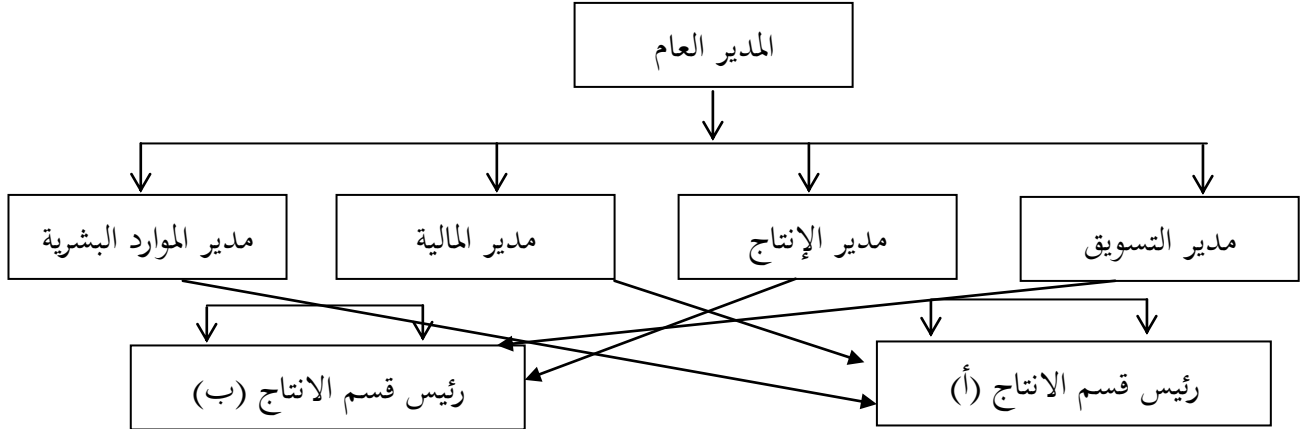 المدير العام
مدير التسويق
مدير الإنتاج
مدير المالية
مدير الموارد البشرية
رئيس قسم الانتاج (أ)
رئيس قسم الانتاج (ب)